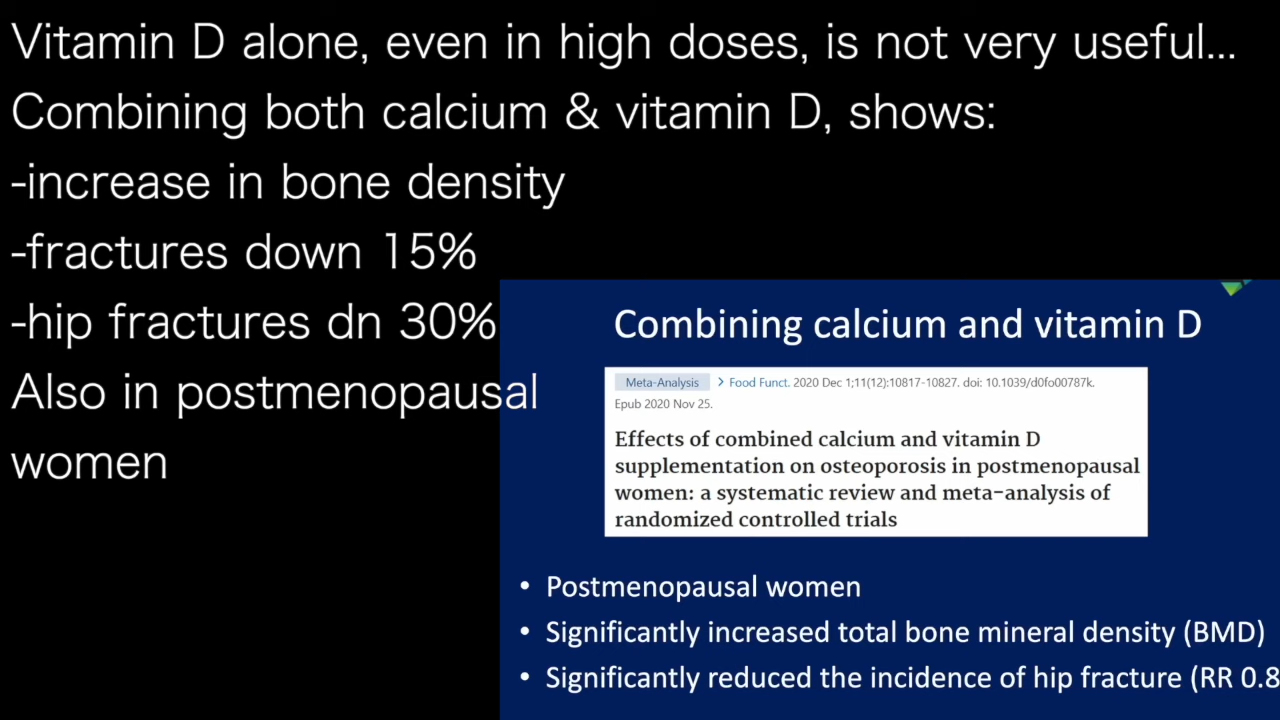 Vitamin D alone, even in high doses, is not very useful...
Combining both calcium & vitamin D, shows:
-increase in bone density
-fractures down 15%
-hip fractures dn 30%
Also in postmenopausal
women
Combining calcium and vitamin D
Meta-Analysis > Food Funct. 2020 Dec 1;11(12):10817-10827. doi: 10.1039/d0fo00787k.
Epub 2020 Nov 25.
Effects of combined calcium and vitamin D
supplementation on osteoporosis in postmenopausal
women: a systematic review and meta-analysis of
randomized controlled trials
• Postmenopausal women
• Significantly increased total bone mineral density (BMD)
• Significantly reduced the incidence of hip fracture (RR 0.8